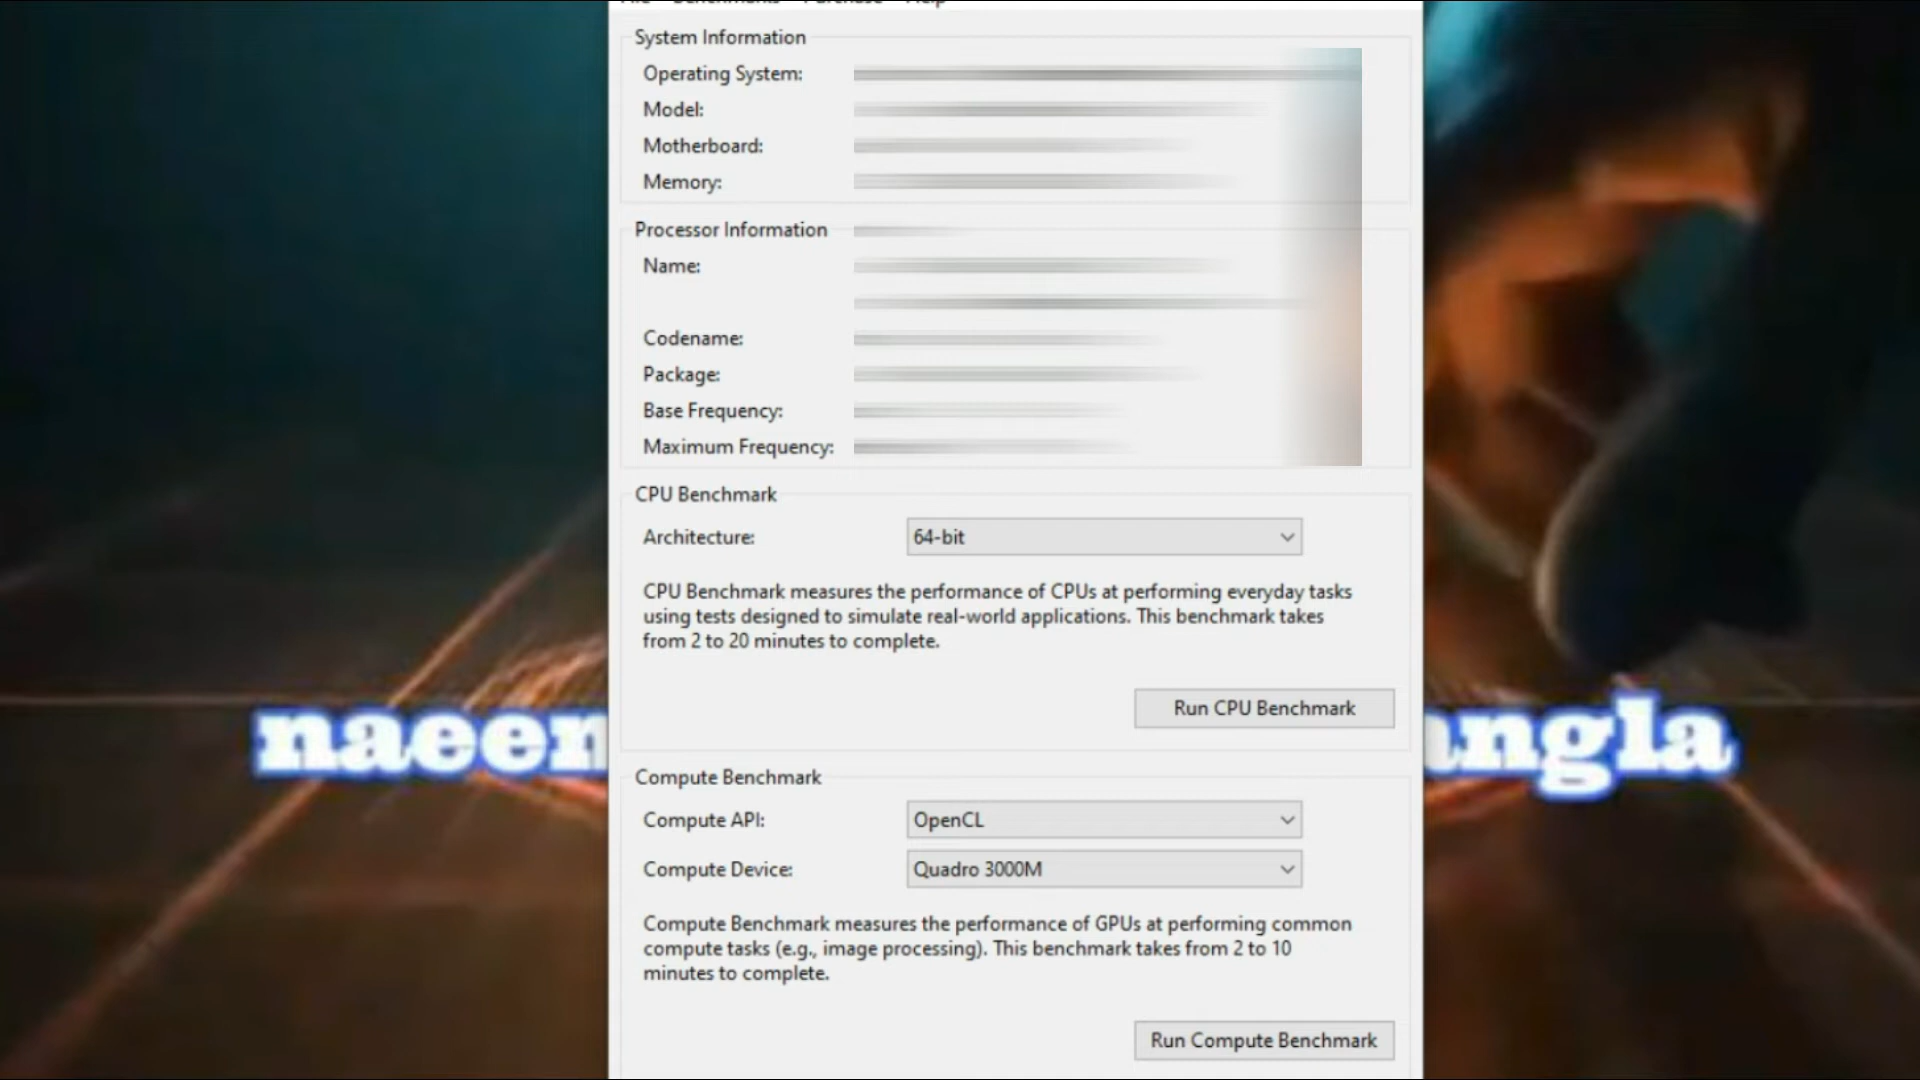 System Information
Operating System:
Model:
Motherboard:
Memory:
Processor Information
Name:
Codename:
Package:
Base Frequency:
Maximum Frequency:
CPU Benchmark
Architecture: 64-bit
CPU Benchmark measures the performance of CPUs at performing everyday tasks
using tests designed to simulate real-world applications. This benchmark takes
from 2 to 20 minutes to complete.
Run CPU Benchmark
naeem angla
Compute Benchmark
Compute API: OpenCL
Compute Device: Quadro 3000M
Compute Benchmark measures the performance of GPUs at performing common
compute tasks (e.g., image processing). This benchmark takes from 2 to 10
minutes to complete.
Run Compute Benchmark